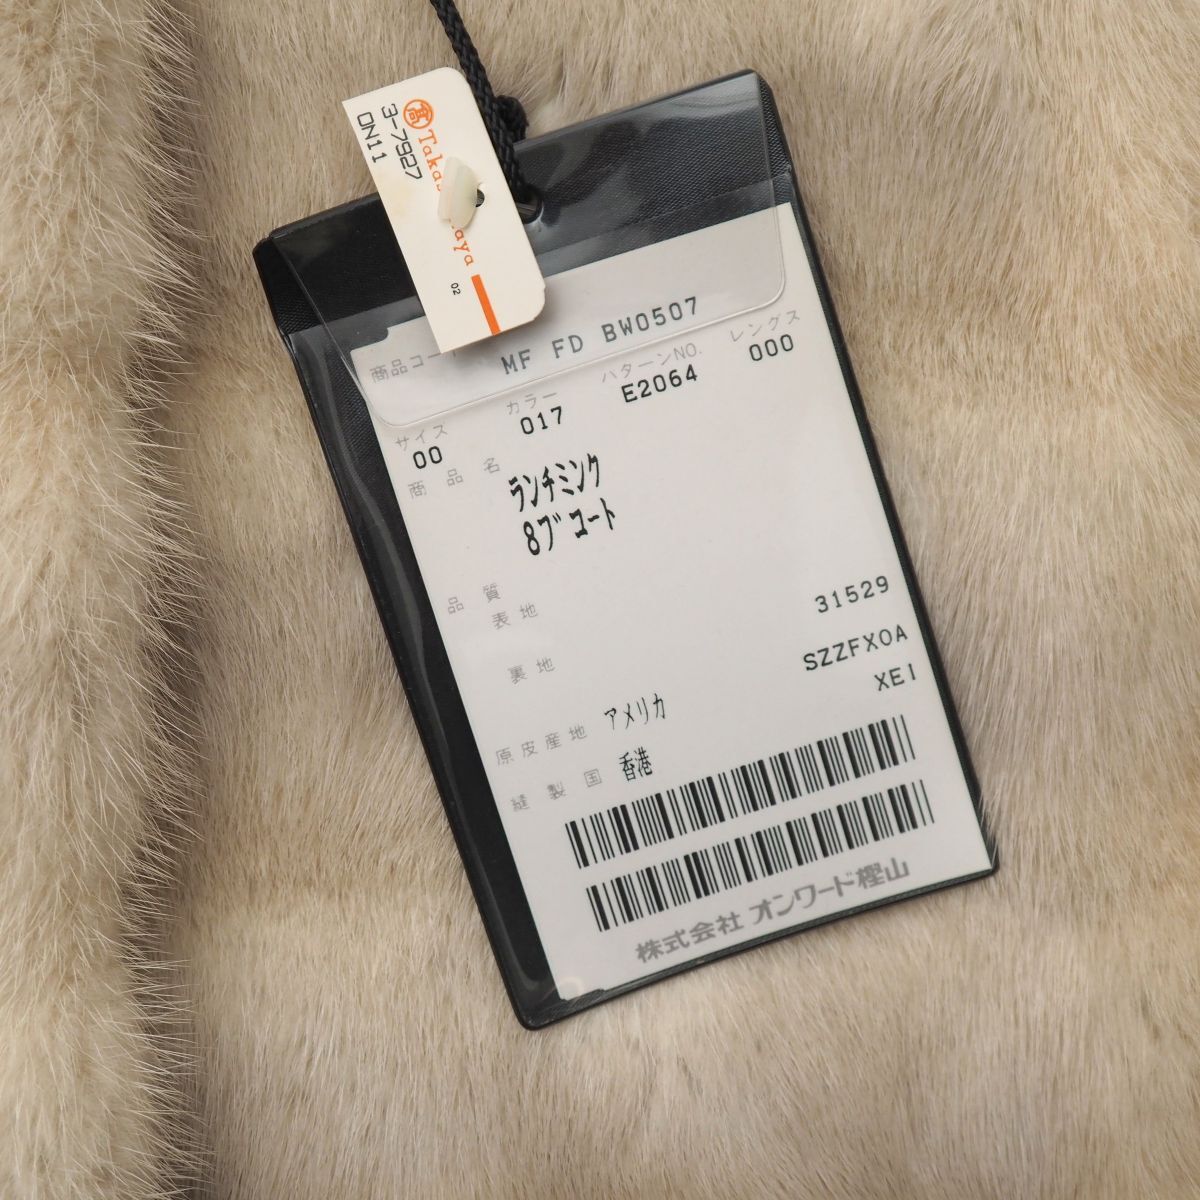 髙 Takas aya
3-7927
ON11
02
商品コード MF FD BW0507
サイズ カラー パターンNO. レングス
00 017 E2064 000
商品名 ランチミンク
8ブ コート
品質
表地 31529
裏地 SZZFX0A
XEI
原皮産地 アメリカ
縫製国 香港
株式会社 オンワード樫山